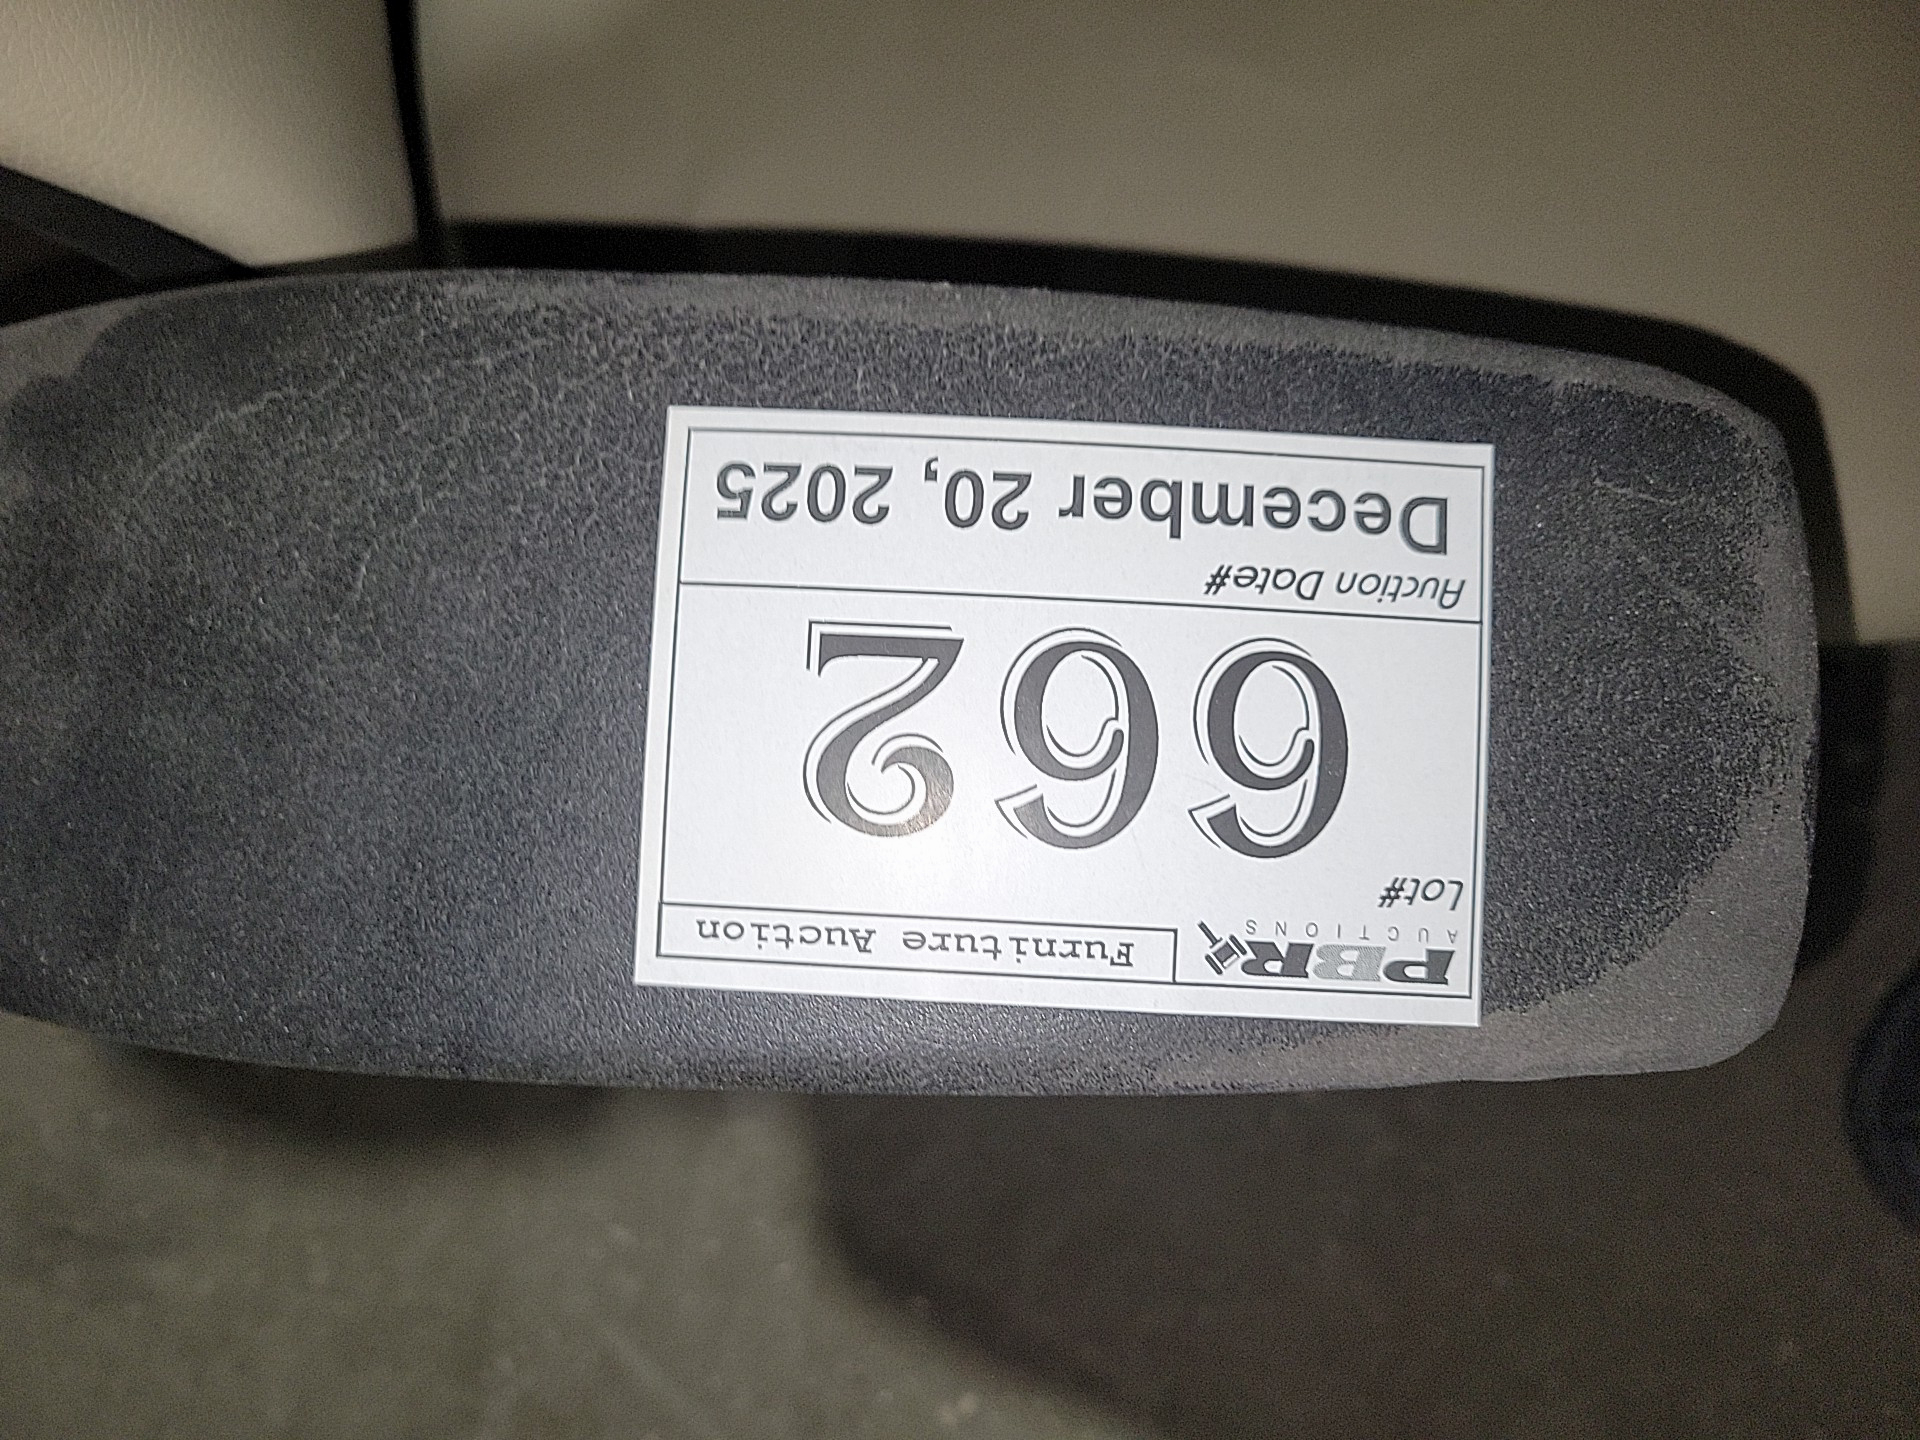 PBR Furniture Auction
AUCTIONS
Lot#
662
Auction Date#
December 20, 2025